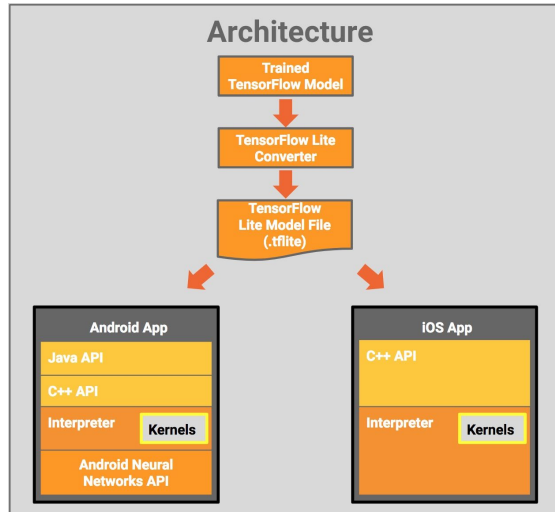 Architecture
Trained
TensorFlow Model
TensorFlow Lite
Converter
TensorFlow
Lite Model File
(.tflite)
Android App
Java API
C++ API
Interpreter
Kernels
Android Neural
Networks API
iOS App
C++ API
Interpreter
Kernels